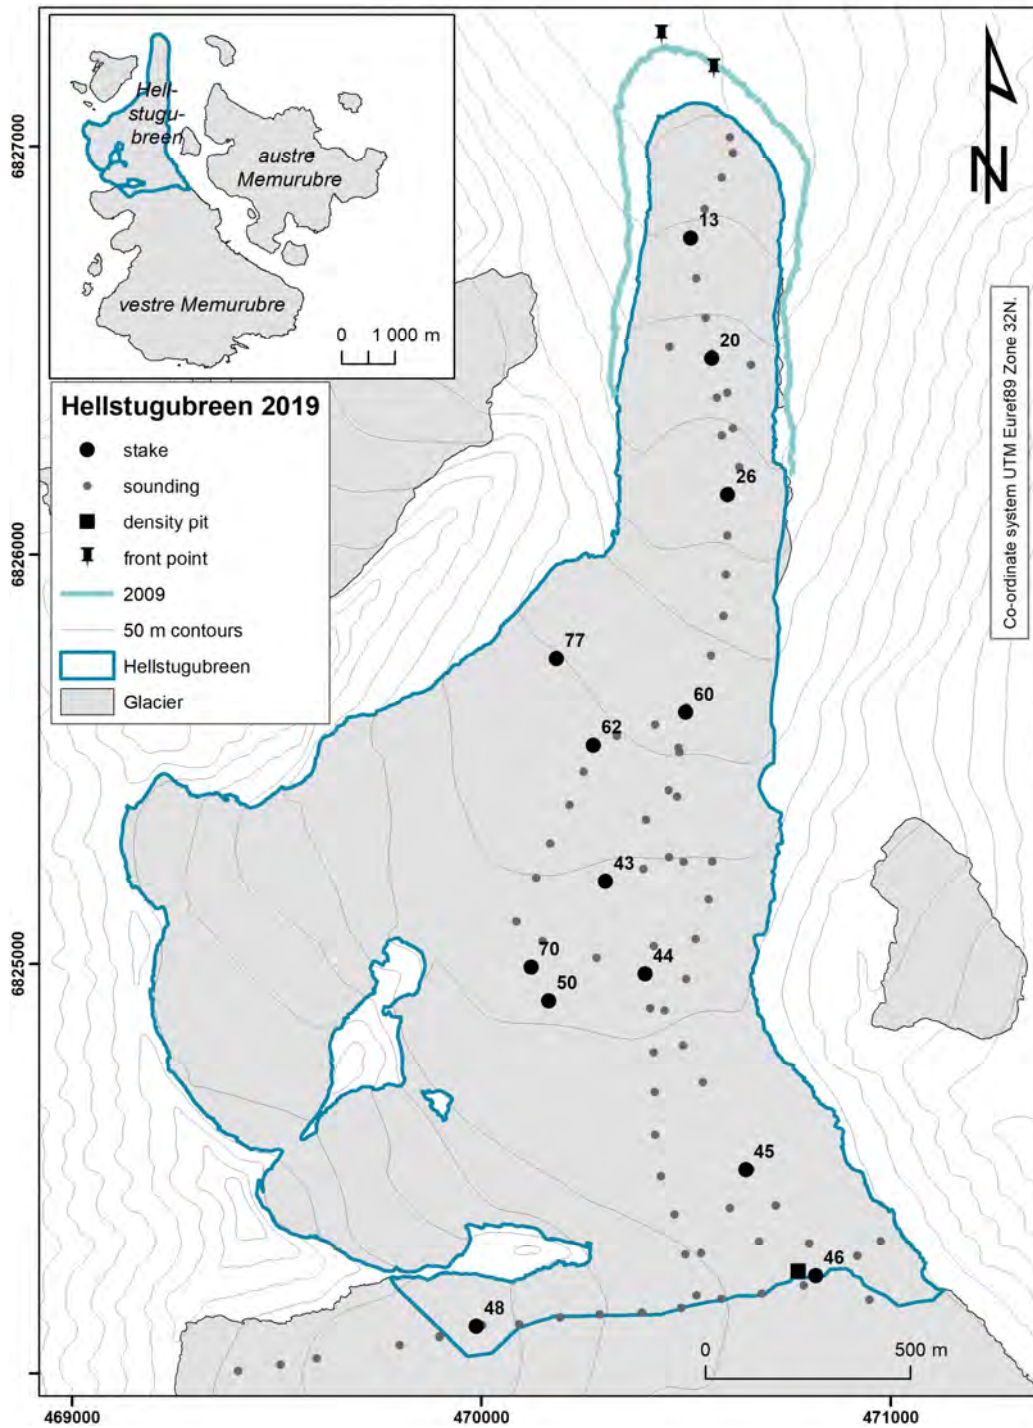 Hell-
stugu-
breen
austre
Memurubre
vestre Memurubre
0 1 000 m
N
6827000
6826000
6825000
Hellstugubreen 2019
stake
sounding
density pit
front point
2009
50 m contours
Hellstugubreen
Glacier
Co-ordinate system UTM Euref89 Zone 32N.
13
20
26
77
60
62
43
70
44
50
45
46
48
0 500 m
469000 470000 471000